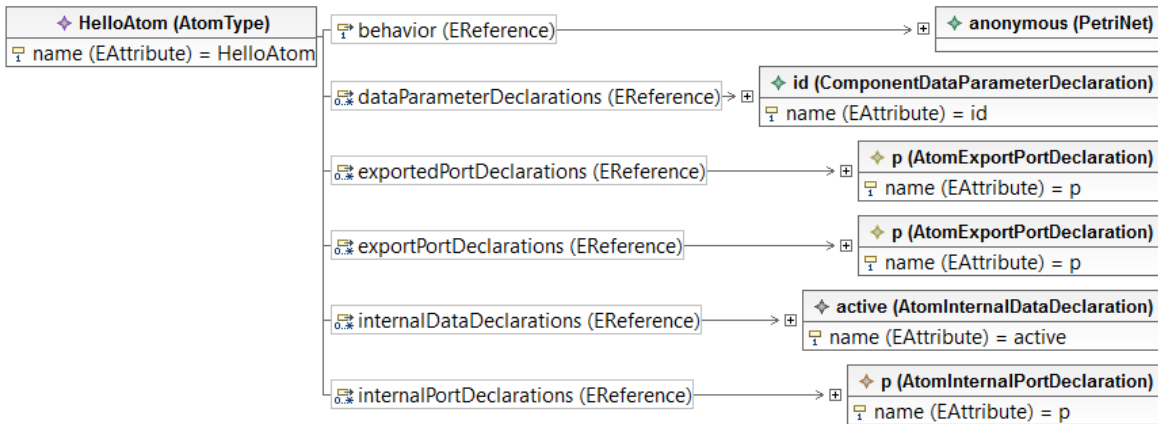 HelloAtom (AtomType)
name (EAttribute) = HelloAtom
behavior (EReference)
anonymous (PetriNet)
dataParameterDeclarations (EReference)
id (ComponentDataParameterDeclaration)
name (EAttribute) = id
exportedPortDeclarations (EReference)
p (AtomExportPortDeclaration)
name (EAttribute) = p
exportPortDeclarations (EReference)
p (AtomExportPortDeclaration)
name (EAttribute) = p
internalDataDeclarations (EReference)
active (AtomInternalDataDeclaration)
name (EAttribute) = active
internalPortDeclarations (EReference)
p (AtomInternalPortDeclaration)
name (EAttribute) = p